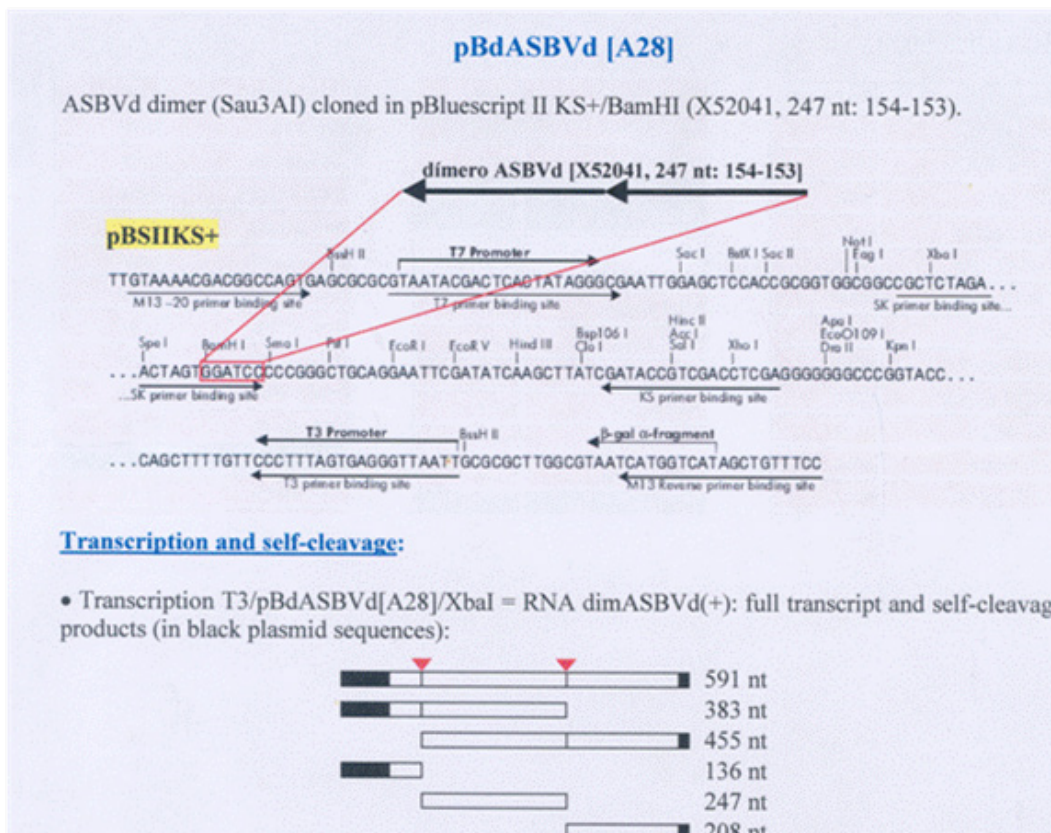 pBdASBVd [A28]
ASBVd dimer (Sau3AI) cloned in pBluescript II KS+/BamHI (X52041, 247 nt: 154-153).
dímero ASBVd [X52041, 247 nt: 154-153]
pBSIIKS+
BssH II T7 Promoter Sac I BstX I Sac II Not I Eag I Xba I
TTGTAAAACGACGGCCAGTGAGCGCGCGTAATACGACTCACTATAGGGCGAATTGGAGCTCCACCGCGGTGGCGGCCGCTCTAGA...
M13 -20 primer binding site T7 primer binding site SK primer binding site...
Spe I BamH I Sma I Pst I EcoR I EcoR V Hind III Bsp106 I Cla I Hinc II Acc I Sal I Xho I Apa I EcoO109 I Dra II Kpn I
...ACTAGTGGATCCCCCGGGCTGCAGGAATTCGATATCAAGCTTATCGATACCGTCGACCTCGAGGGGGGGCCCGGTACC...
...SK primer binding site KS primer binding site
T3 Promoter BssH II β-gal α-fragment
...CAGCTTTTGTTCCCTTTAGTGAGGGTTAATTGCGCGCTTGGCGTAATCATGGTCATAGCTGTTTCC
T3 primer binding site M13 Reverse primer binding site
Transcription and self-cleavage:
• Transcription T3/pBdASBVd[A28]/XbaI = RNA dimASBVd(+): full transcript and self-cleavag
products (in black plasmid sequences):
591 nt
383 nt
455 nt
136 nt
247 nt
208 nt